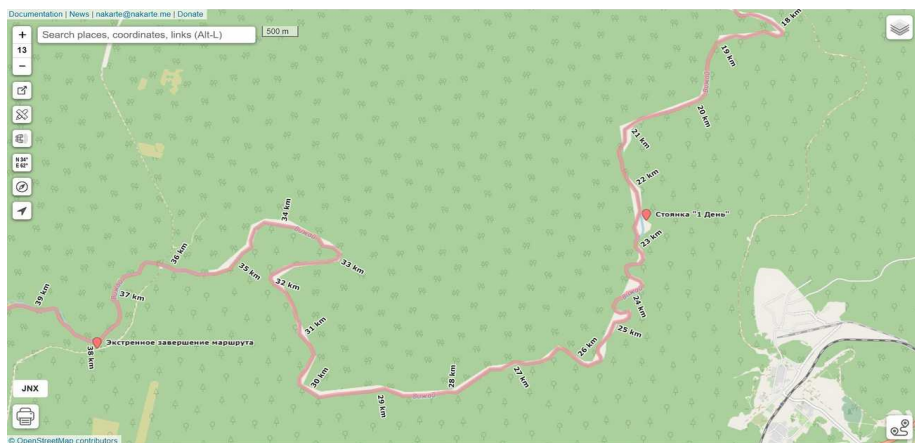 Documentation | News | nakarte@nakarte.me | Donate
+
13
−
Search places, coordinates, links (Alt-L)
500 m
N 34°
E 62°
18 km
19 km
20 km
21 km
22 km
Стоянка "1 День"
23 km
24 km
25 km
26 km
27 km
28 km
29 km
30 km
31 km
32 km
33 km
34 km
35 km
36 km
37 km
Экстренное завершение маршрута
38 km
39 km
JNX
© OpenStreetMap contributors